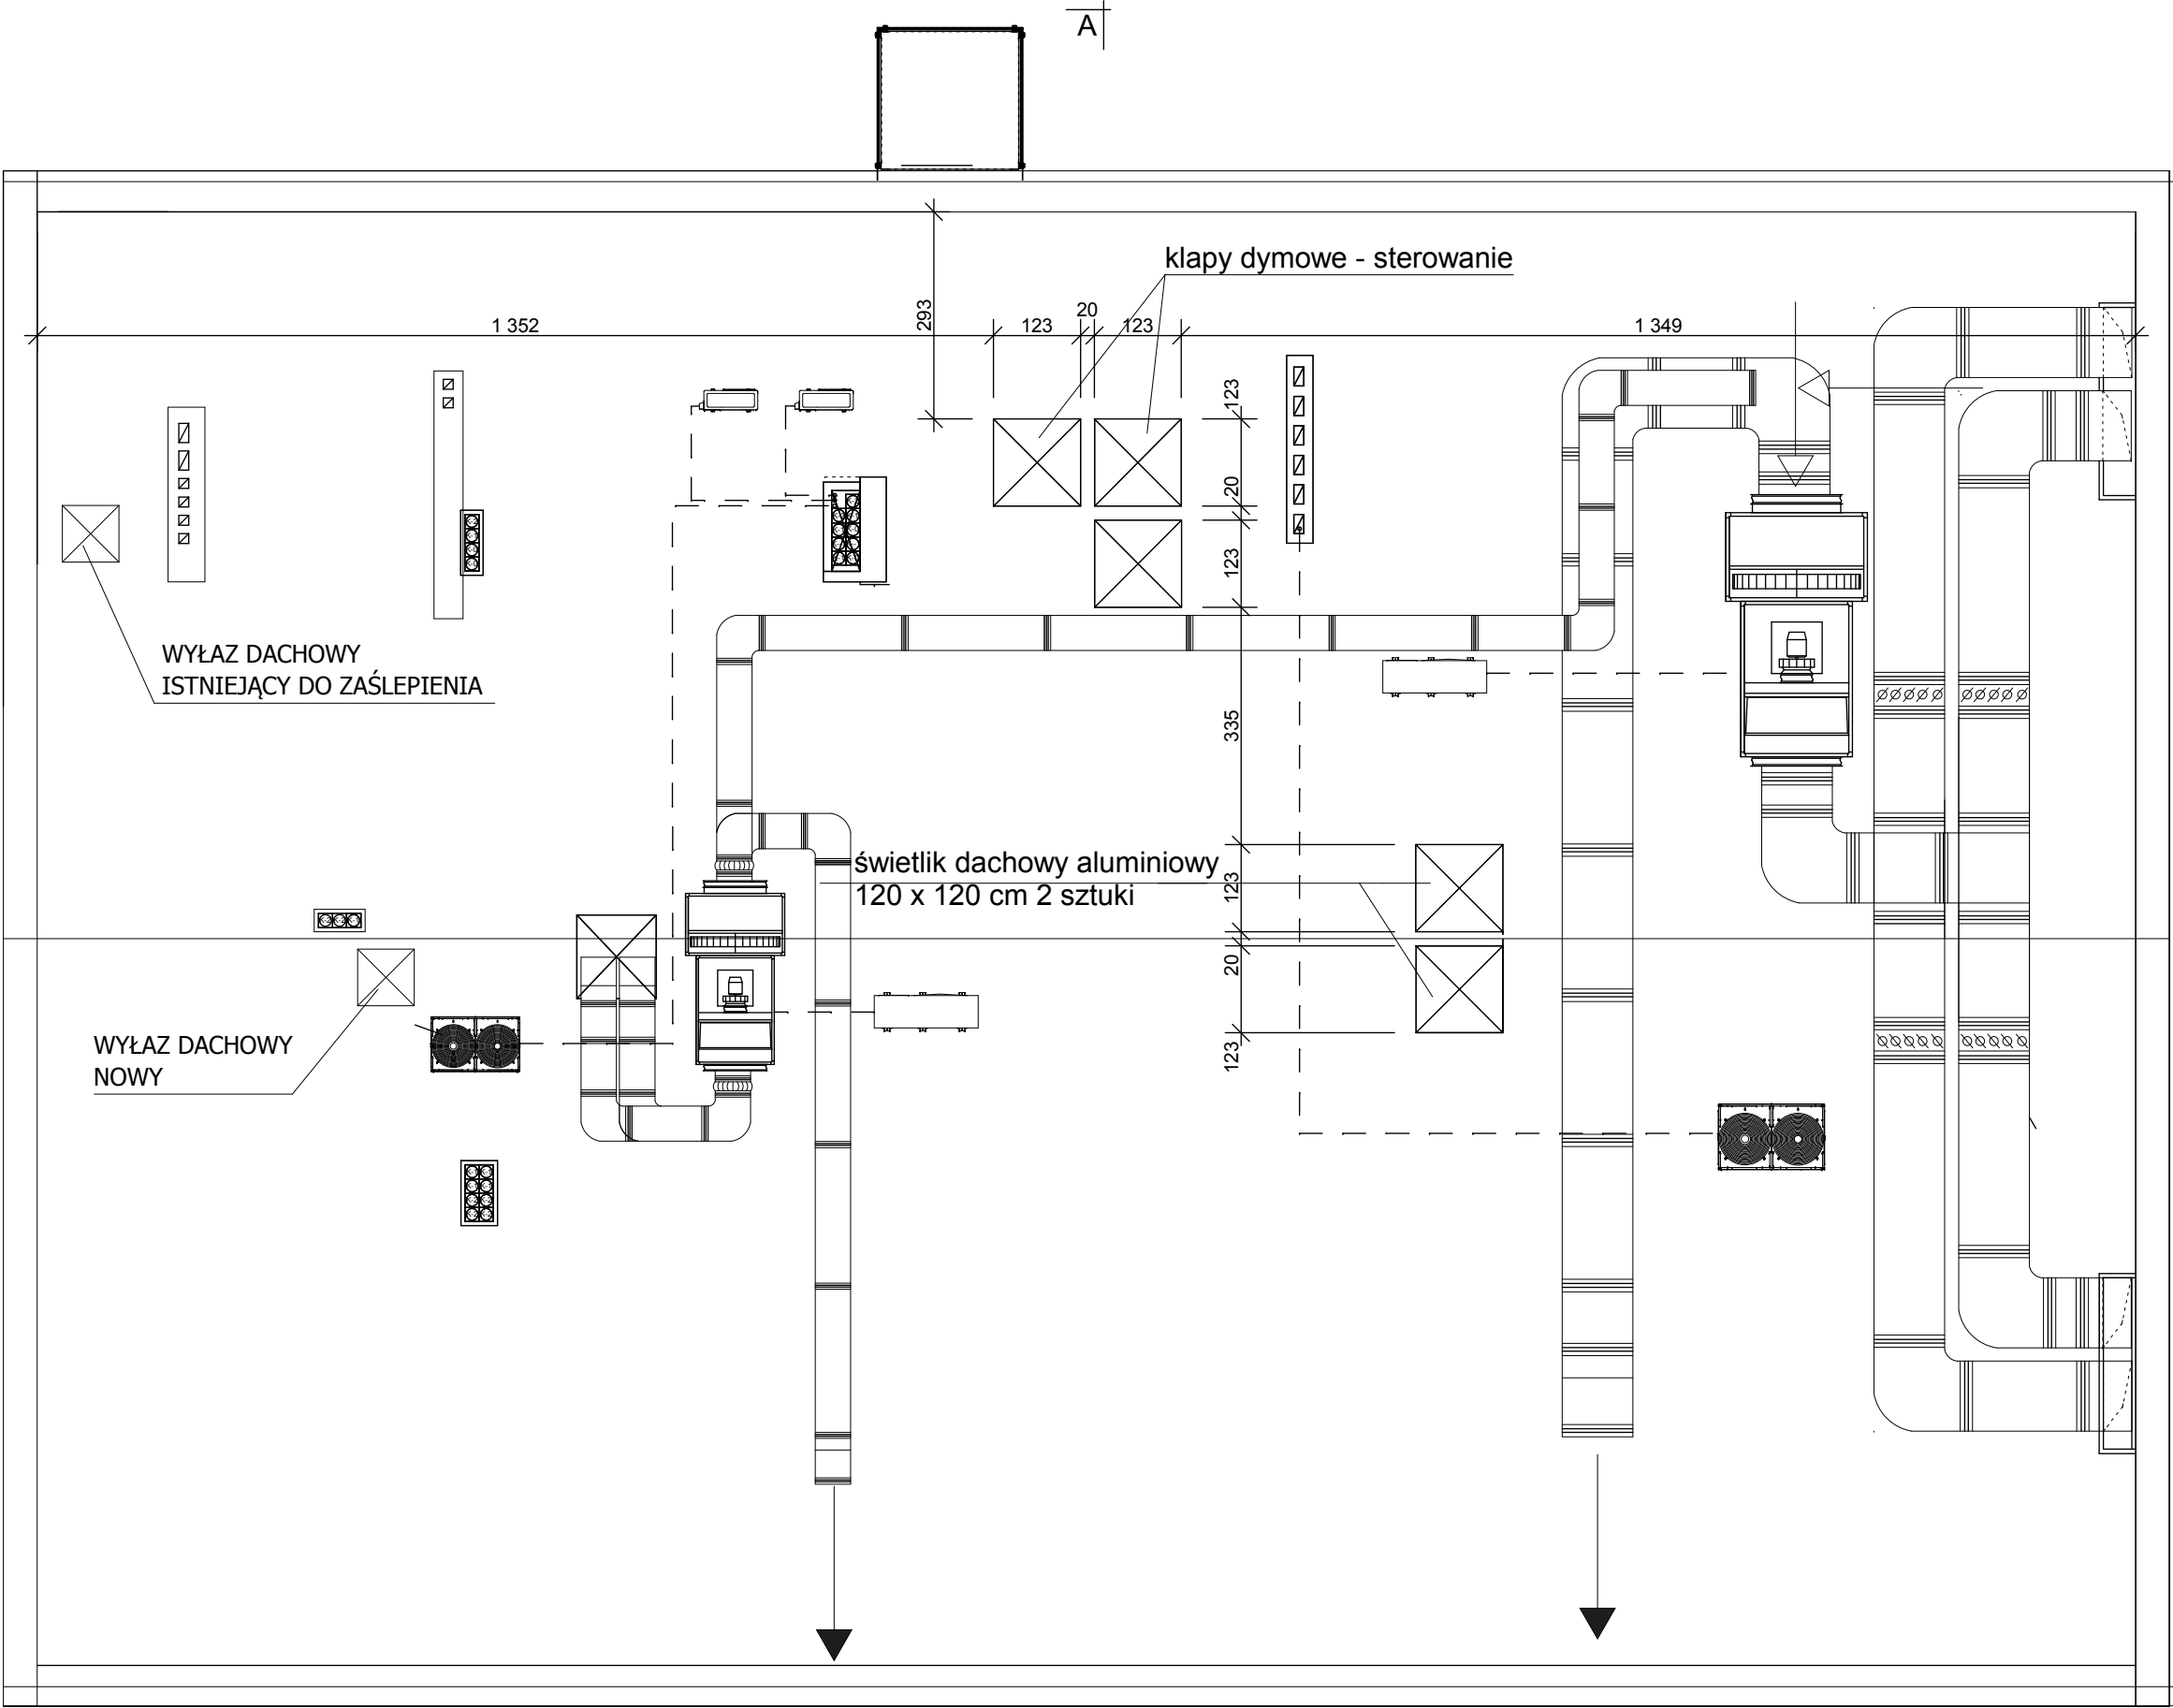 A
klapy dymowe - sterowanie
293
1 352
123
20
123
1 349
123
20
123
335
123
20
123
WYŁAZ DACHOWY
ISTNIEJĄCY DO ZAŚLEPIENIA
świetlik dachowy aluminiowy
120 x 120 cm 2 sztuki
WYŁAZ DACHOWY
NOWY